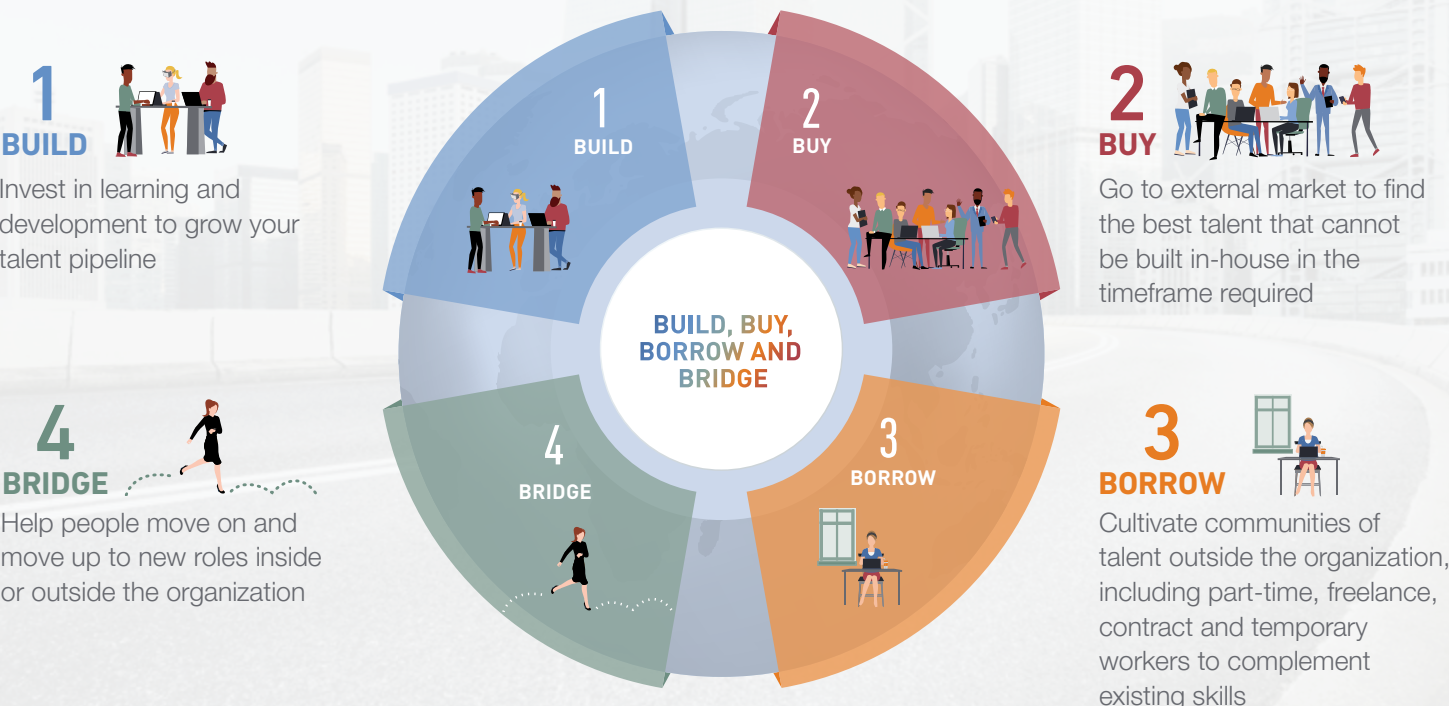 1
BUILD
Invest in learning and
development to grow your
talent pipeline
4
BRIDGE
Help people move on and
move up to new roles inside
or outside the organization
1
BUILD
2
BUY
BUILD, BUY,
BORROW AND
BRIDGE
4
BRIDGE
3
BORROW
2
BUY
Go to external market to find
the best talent that cannot
be built in-house in the
timeframe required
3
BORROW
Cultivate communities of
talent outside the organization,
including part-time, freelance,
contract and temporary
workers to complement
existing skills